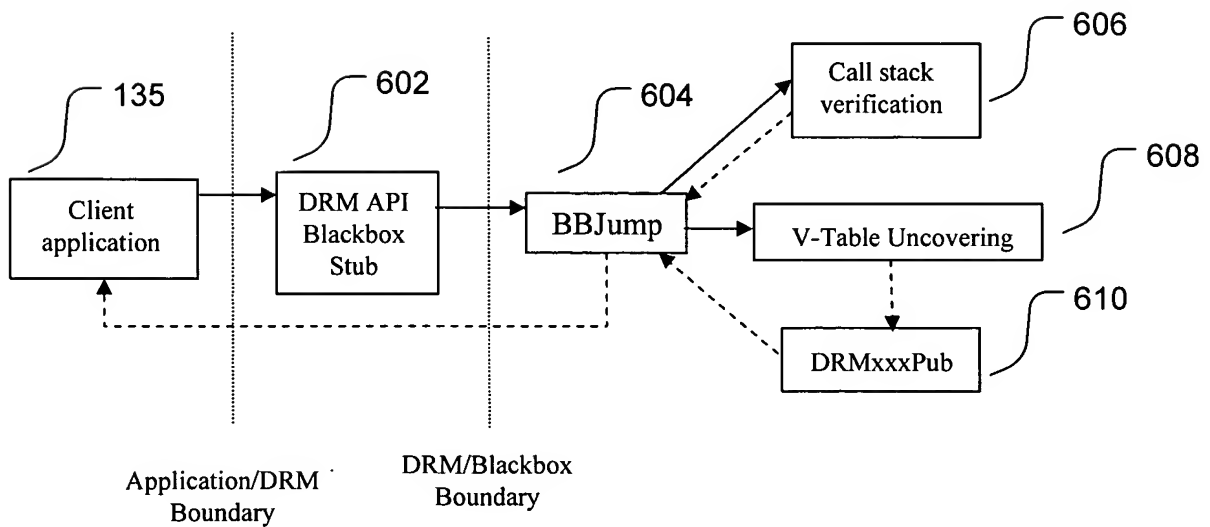 606
Call stack
verification
135
602
604
608
Client
application
DRM API
Blackbox
Stub
BBJump
V-Table Uncovering
610
DRMxxxPub
Application/DRM
Boundary
DRM/Blackbox
Boundary